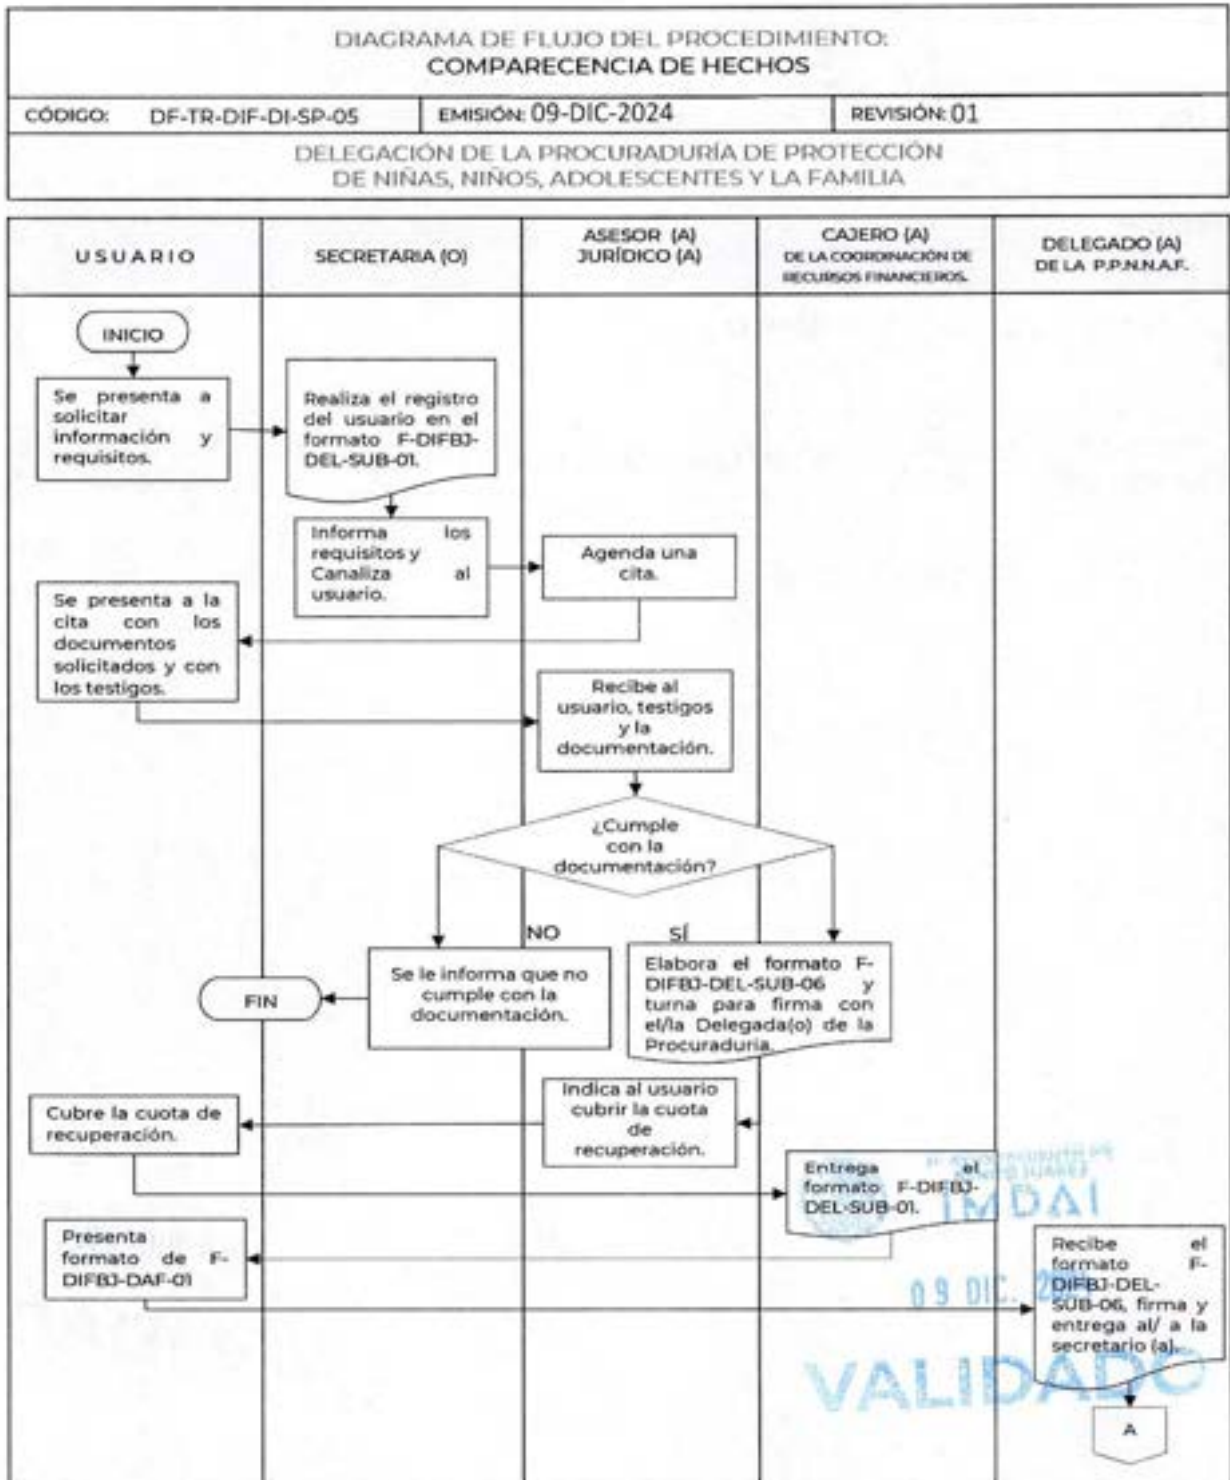 DIAGRAMA DE FLUJO DEL PROCEDIMIENTO:
COMPARECENCIA DE HECHOS
CÓDIGO: DF-TR-DIF-DI-SP-05
EMISIÓN: 09-DIC-2024
REVISIÓN: 01
DELEGACIÓN DE LA PROCURADURÍA DE PROTECCIÓN
DE NIÑAS, NIÑOS, ADOLESCENTES Y LA FAMILIA
USUARIO
SECRETARIA (O)
ASESOR (A)
JURÍDICO (A)
CAJERO (A)
DE LA COORDINACIÓN DE
RECURSOS FINANCIEROS.
DELEGADO (A)
DE LA P.P.N.N.A.F.
INICIO
Se presenta a
solicitar
información y
requisitos.
Realiza el registro
del usuario en el
formato F-DIFBJ-
DEL-SUB-01.
Informa los
requisitos y
Canaliza al
usuario.
Agenda una
cita.
Se presenta a la
cita con los
documentos
solicitados y con
los testigos.
Recibe al
usuario, testigos
y la
documentación.
¿Cumple
con la
documentación?
NO
SÍ
Se le informa que no
cumple con la
documentación.
FIN
Elabora el formato F-
DIFBJ-DEL-SUB-06 y
turna para firma con
el/la Delegada(o) de la
Procuraduria.
Indica al usuario
cubrir la cuota
de
recuperación.
Cubre la cuota de
recuperación.
Entrega el
formato F-DIFBJ-
DEL-SUB-01.
Presenta
formato de F-
DIFBJ-DAF-01
Recibe el
formato F-
DIFBJ-DEL-
SUB-06, firma y
entrega al/ a la
secretario (a).
A
IMDAI
09 DIC.
VALIDADO